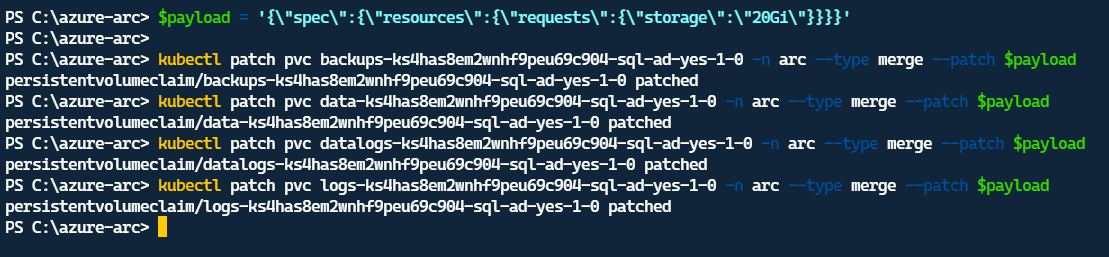 PS C:\azure-arc> $payload = '{\"spec\":{\"resources\":{\"requests\":{\"storage\":\"20Gi\"}}}}'
PS C:\azure-arc>
PS C:\azure-arc> kubectl patch pvc backups-ks4has8em2wnhf9peu69c904-sql-ad-yes-1-0 -n arc --type merge --patch $payload
persistentvolumeclaim/backups-ks4has8em2wnhf9peu69c904-sql-ad-yes-1-0 patched
PS C:\azure-arc> kubectl patch pvc data-ks4has8em2wnhf9peu69c904-sql-ad-yes-1-0 -n arc --type merge --patch $payload
persistentvolumeclaim/data-ks4has8em2wnhf9peu69c904-sql-ad-yes-1-0 patched
PS C:\azure-arc> kubectl patch pvc datalogs-ks4has8em2wnhf9peu69c904-sql-ad-yes-1-0 -n arc --type merge --patch $payload
persistentvolumeclaim/datalogs-ks4has8em2wnhf9peu69c904-sql-ad-yes-1-0 patched
PS C:\azure-arc> kubectl patch pvc logs-ks4has8em2wnhf9peu69c904-sql-ad-yes-1-0 -n arc --type merge --patch $payload
persistentvolumeclaim/logs-ks4has8em2wnhf9peu69c904-sql-ad-yes-1-0 patched
PS C:\azure-arc>